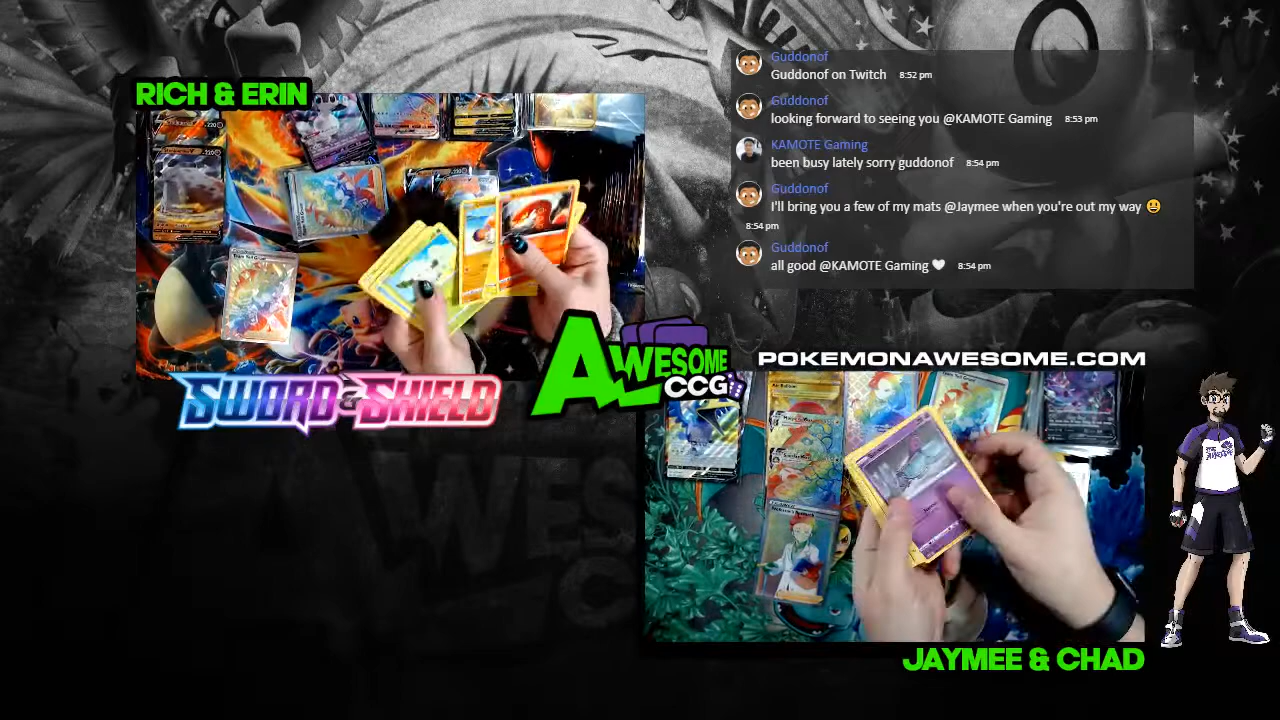 RICH & ERIN
Guddonof
Guddonof on Twitch 8:52 pm
Guddonof
looking forward to seeing you @KAMOTE Gaming 8:53 pm
KAMOTE Gaming
been busy lately sorry guddonof 8:54 pm
Guddonof
I'll bring you a few of my mats @Jaymee when you're out my way 😃
8:54 pm
Guddonof
all good @KAMOTE Gaming 🤍 8:54 pm
SWORD & SHIELD
AWESOME
CCG
POKEMONAWESOME.COM
Air Balloon
JAYMEE & CHAD